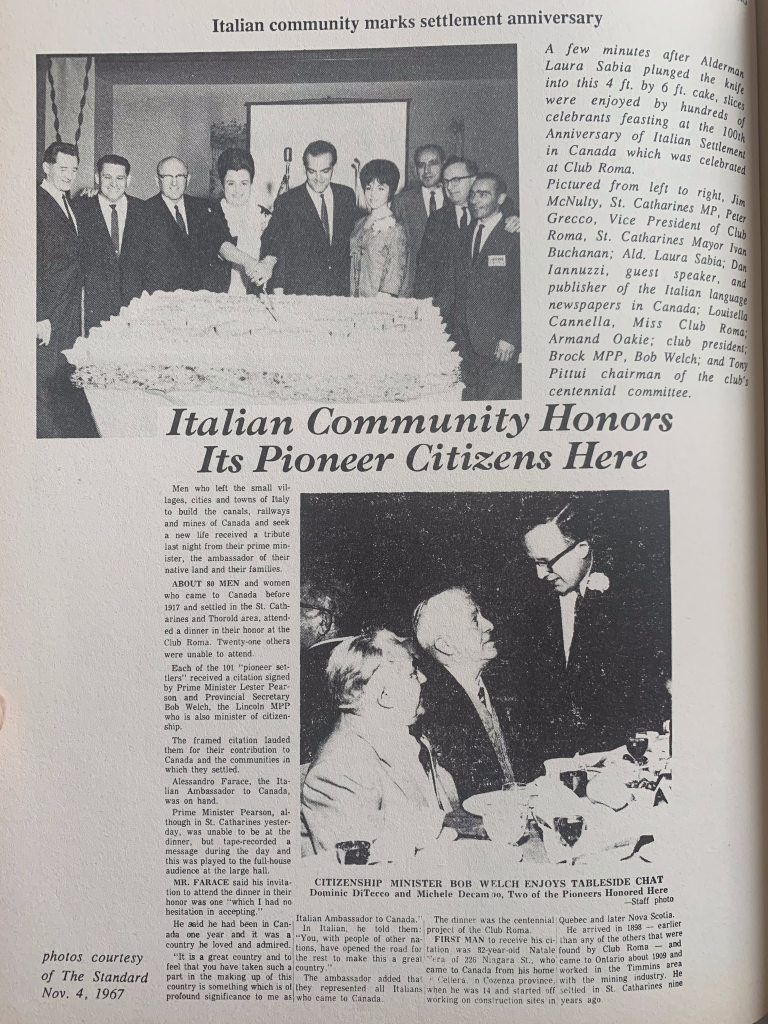 Italian community marks settlement anniversary
A few minutes after Alderman
Laura Sabia plunged the knife
into this 4 ft. by 6 ft. cake, slices
were enjoyed by hundreds of
celebrants feasting at the 100th
Anniversary of Italian Settlement
in Canada which was celebrated
at Club Roma.
Pictured from left to right, Jim
McNulty, St. Catharines MP, Peter
Grecco, Vice President of Club
Roma, St. Catharines Mayor Ivan
Buchanan; Ald. Laura Sabia; Dan
Iannuzzi, guest speaker, and
publisher of the Italian language
newspapers in Canada; Louisella
Cannella, Miss Club Roma;
Armand Oakie; club president;
Brock MPP, Bob Welch; and Tony
Pittui chairman of the club's
centennial committee.
Italian Community Honors
Its Pioneer Citizens Here
Men who left the small vil-
lages, cities and towns of Italy
to build the canals, railways
and mines of Canada and seek
a new life received a tribute
last night from their prime min-
ister, the ambassador of their
native land and their families.
ABOUT 80 MEN and women
who came to Canada before
1917 and settled in the St. Cath-
arines and Thorold area, attend-
ed a dinner in their honor at the
Club Roma. Twenty-one others
were unable to attend.
Each of the 101 "pioneer set-
tlers" received a citation signed
by Prime Minister Lester Pear-
son and Provincial Secretary
Bob Welch, the Lincoln MPP
who is also minister of citizen-
ship.
The framed citation lauded
them for their contribution to
Canada and the communities in
which they settled.
Alessandro Farace, the Ita-
lian Ambassador to Canada,
was on hand.
Prime Minister Pearson, al-
though in St. Catharines yester-
day, was unable to be at the
dinner, but tape-recorded a
message during the day and
this was played to the full-house
audience at the large hall.
MR. FARACE said his invita-
tion to attend the dinner in their
honor was one "which I had no
hesitation in accepting."
He said he had been in Can-
ada one year and it was a
country he loved and admired.
"It is a great country and to
feel that you have taken such a
part in the making up of this
country is something which is of
profound significance to me as
CITIZENSHIP MINISTER BOB WELCH ENJOYS TABLESIDE CHAT
Dominic DiTecco and Michele Decam o, Two of the Pioneers Honored Here
—Staff photo
Italian Ambassador to Canada."
In Italian, he told them:
"You, with people of other na-
tions, have opened the road for
the rest to make this a great
country."
The ambassador added that
they represented all Italians
who came to Canada.
The dinner was the centennial
project of the Club Roma.
FIRST MAN to receive his ci-
tation was 82-year-old Natale
of 226 Niagara St., who
came to Canada from his home
Cellera, in Cozenza province,
when he was 14 and started off
working on construction sites in
Quebec and later Nova Scotia.
He arrived in 1898 — earlier
than any of the others that were
found by Club Roma — and
came to Ontario about 1909 and
worked in the Timmins area
with the mining industry. He
settled in St. Catharines nine
years ago
photos courtesy
of The Standard
Nov. 4, 1967